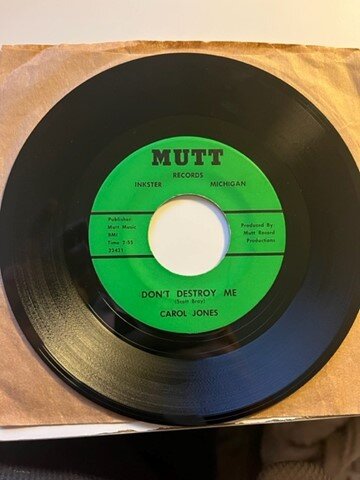 MUTT
RECORDS
INKSTER MICHIGAN
Publisher
Mutt Music
BMI
Time 2:55
23421
Produced By
Mutt Record
Productions
DON'T DESTROY ME
(Scott Bray)
CAROL JONES